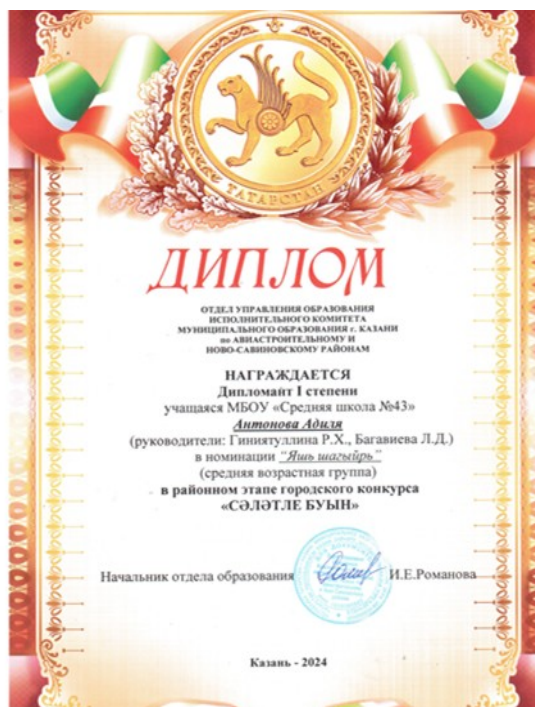 ТАТАРСТАН
ДИПЛОМ
ОТДЕЛ УПРАВЛЕНИЯ ОБРАЗОВАНИЯ
ИСПОЛНИТЕЛЬНОГО КОМИТЕТА
МУНИЦИПАЛЬНОГО ОБРАЗОВАНИЯ г. КАЗАНИ
по АВИАСТРОИТЕЛЬНОМУ И
НОВО-САВИНОВСКОМУ РАЙОНАМ
НАГРАЖДАЕТСЯ
Дипломант I степени
учащаяся МБОУ «Средняя школа №43»
Антонова Адиля
(руководители: Гиниятуллина Р.Х., Багавиева Л.Д.)
в номинации "Яшь шагыйрь"
(средняя возрастная группа)
в районном этапе городского конкурса
«СӘЛӘТЛЕ БУЫН»
Начальник отдела образования И.Е.Романова
Казань - 2024